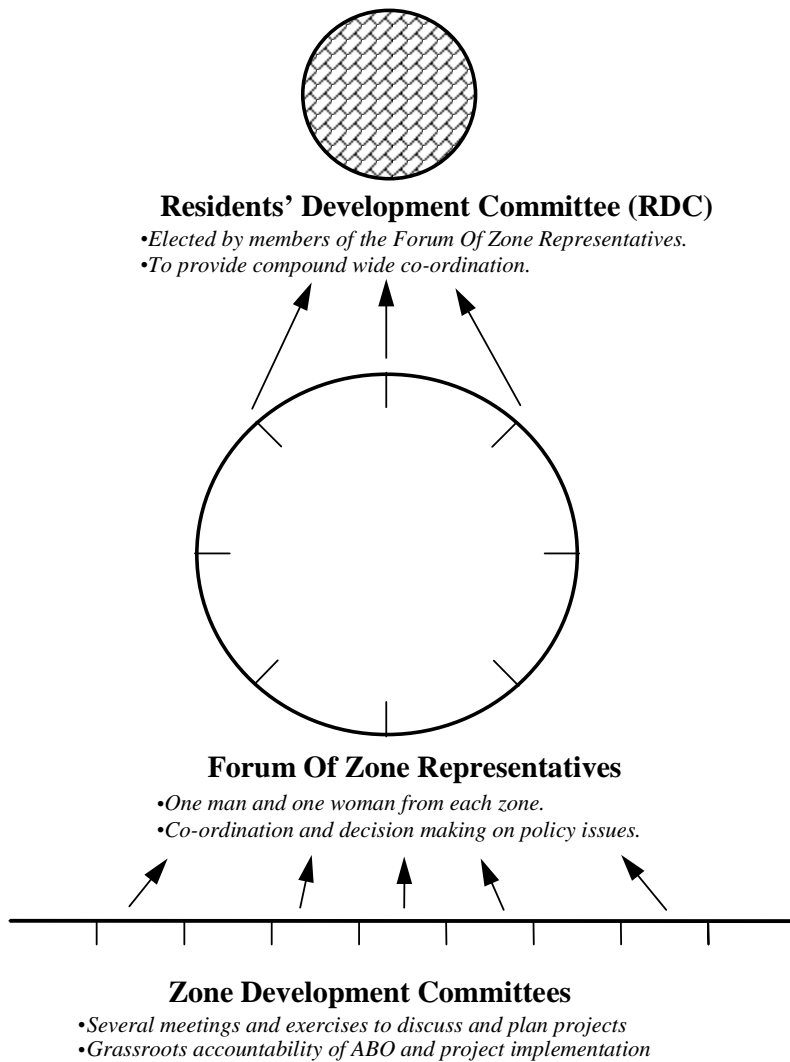 Residents’ Development Committee (RDC)
•Elected by members of the Forum Of Zone Representatives.
•To provide compound wide co-ordination.
Forum Of Zone Representatives
•One man and one woman from each zone.
•Co-ordination and decision making on policy issues.
Zone Development Committees
•Several meetings and exercises to discuss and plan projects
•Grassroots accountability of ABO and project implementation